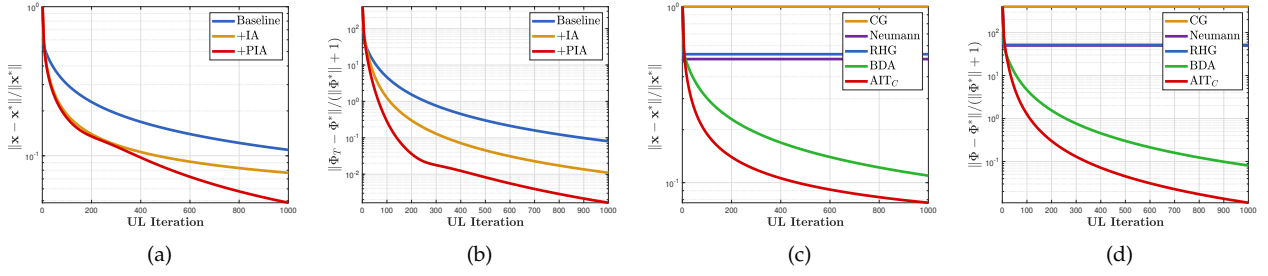 Baseline
+IA
+PIA
10^0
10^{-1}
‖x − x*‖/‖x*‖
0 200 400 600 800 1000
UL Iteration
(a)
Baseline
+IA
+PIA
10^2
10^1
10^0
10^{-1}
10^{-2}
‖Φ_T − Φ*‖/(‖Φ*‖ + 1)
0 100 200 300 400 500 600 700 800 900 1000
UL Iteration
(b)
CG
Neumann
RHG
BDA
AIT_C
10^0
10^{-1}
‖x − x*‖/‖x*‖
0 200 400 600 800 1000
UL Iteration
(c)
CG
Neumann
RHG
BDA
AIT_C
10^2
10^1
10^0
10^{-1}
‖Φ − Φ*‖/(‖Φ*‖ + 1)
0 100 200 300 400 500 600 700 800 900 1000
UL Iteration
(d)